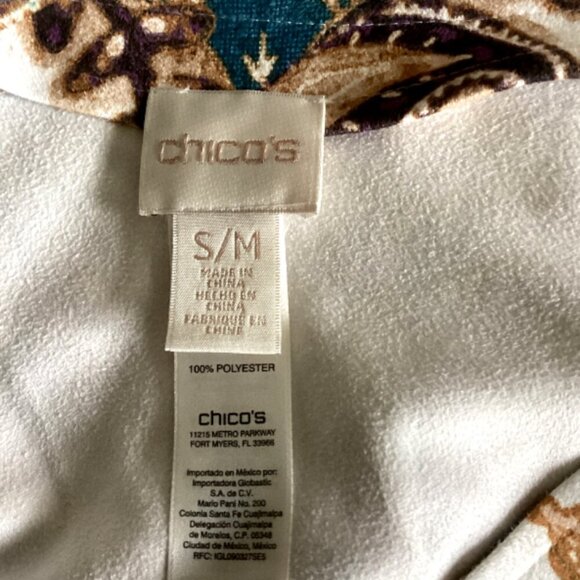 chico's
S/M
MADE IN
CHINA
HECHO EN
CHINA
FABRIQUE EN
CHINE
100% POLYESTER
chico's
11215 METRO PARKWAY
FORT MYERS, FL 33966
Importado en México por:
Importadora Globastic
S.A. de C.V.
Mario Pani No. 200
Colonia Santa Fe Cuajimalpa
Delegación Cuajimalpa
de Morelos, C.P. 05348
Ciudad de México, México
RFC: IGL090327SE5